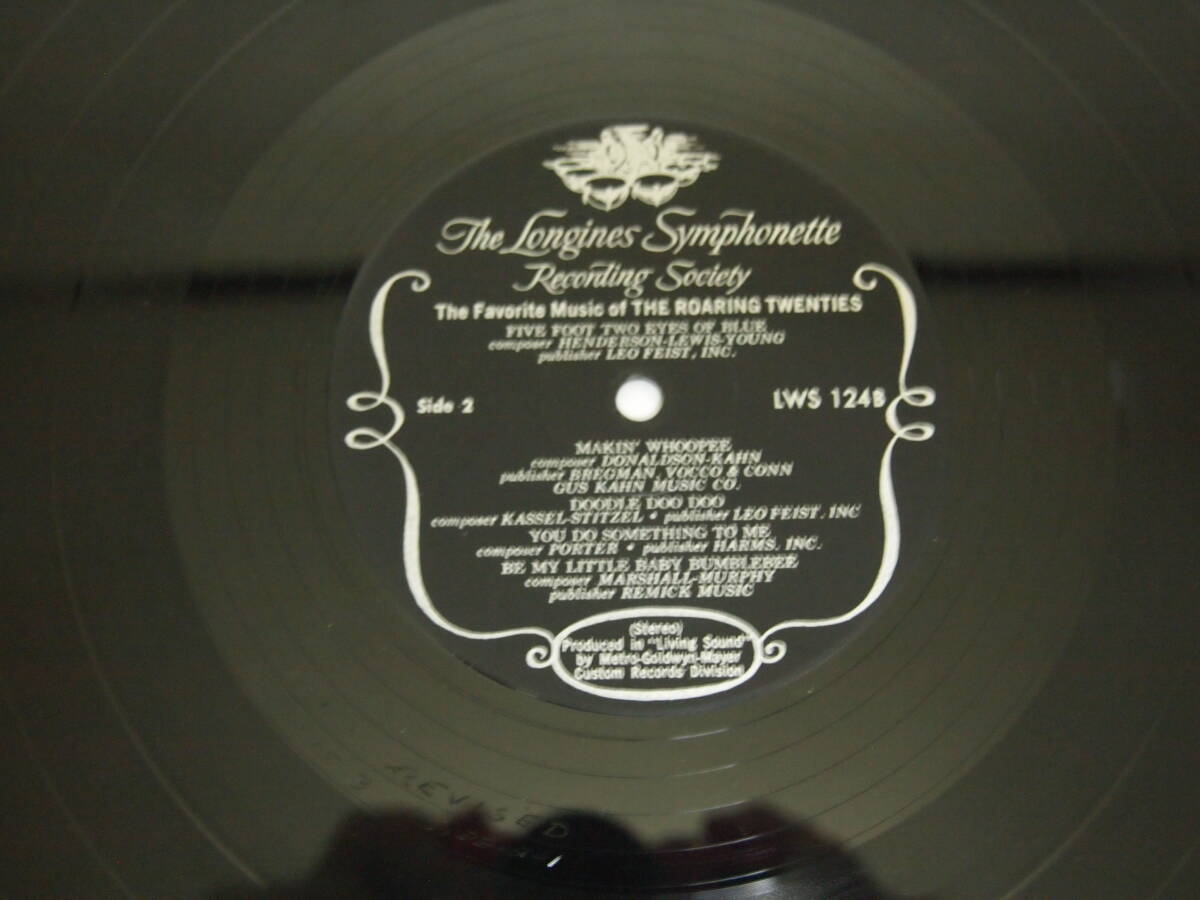 The Longines Symphonette
Recording Society
The Favorite Music of THE ROARING TWENTIES
FIVE FOOT TWO EYES OF BLUE
composer HENDERSON-LEWIS-YOUNG
publisher LEO FEIST, INC.
Side 2
LWS 124B
MAKIN' WHOOPEE
composer DONALDSON-KAHN
publisher BREGMAN, VOCCO & CONN
GUS KAHN MUSIC CO.
DOODLE DOO DOO
composer KASSEL-STITZEL • publisher LEO FEIST, INC
YOU DO SOMETHING TO ME
composer PORTER • publisher HARMS, INC.
BE MY LITTLE BABY BUMBLEBEE
composer MARSHALL-MURPHY
publisher REMICK MUSIC
(Stereo)
Produced in "Living Sound"
by Metro-Goldwyn-Mayer
Custom Records Division
REVISED